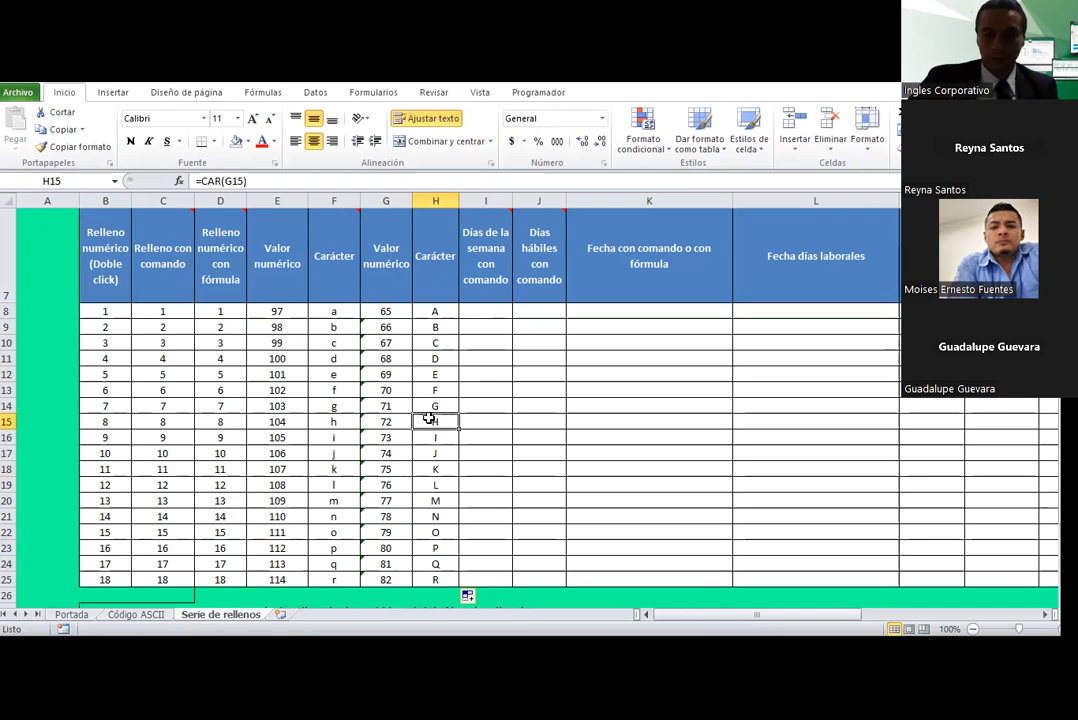 Archivo Inicio Insertar Diseño de página Fórmulas Datos Formularios Revisar Vista Programador
Pegar
Cortar
Copiar
Copiar formato
Portapapeles
Calibri 11
N K S
Fuente
Ajustar texto
Combinar y centrar
Alineación
General
$ % 000
Número
Formato condicional
Dar formato como tabla
Estilos de celda
Estilos
Insertar Eliminar Formato
Celdas
H15 fx =CAR(G15)
A B C D E F G H I J K L
7
Relleno numérico (Doble click)
Relleno con comando
Relleno numérico con fórmula
Valor numérico
Carácter
Valor numérico
Carácter
Días de la semana con comando
Días hábiles con comando
Fecha con comando o con fórmula
Fecha días laborales
8 1 1 1 97 a 65 A
9 2 2 2 98 b 66 B
10 3 3 3 99 c 67 C
11 4 4 4 100 d 68 D
12 5 5 5 101 e 69 E
13 6 6 6 102 f 70 F
14 7 7 7 103 g 71 G
15 8 8 8 104 h 72 H
16 9 9 9 105 i 73 I
17 10 10 10 106 j 74 J
18 11 11 11 107 k 75 K
19 12 12 12 108 l 76 L
20 13 13 13 109 m 77 M
21 14 14 14 110 n 78 N
22 15 15 15 111 o 79 O
23 16 16 16 112 p 80 P
24 17 17 17 113 q 81 Q
25 18 18 18 114 r 82 R
26
Portada Código ASCII Serie de rellenos
Listo 100%
Ingles Corporativo
Reyna Santos
Reyna Santos
Moises Ernesto Fuentes
Guadalupe Guevara
Guadalupe Guevara